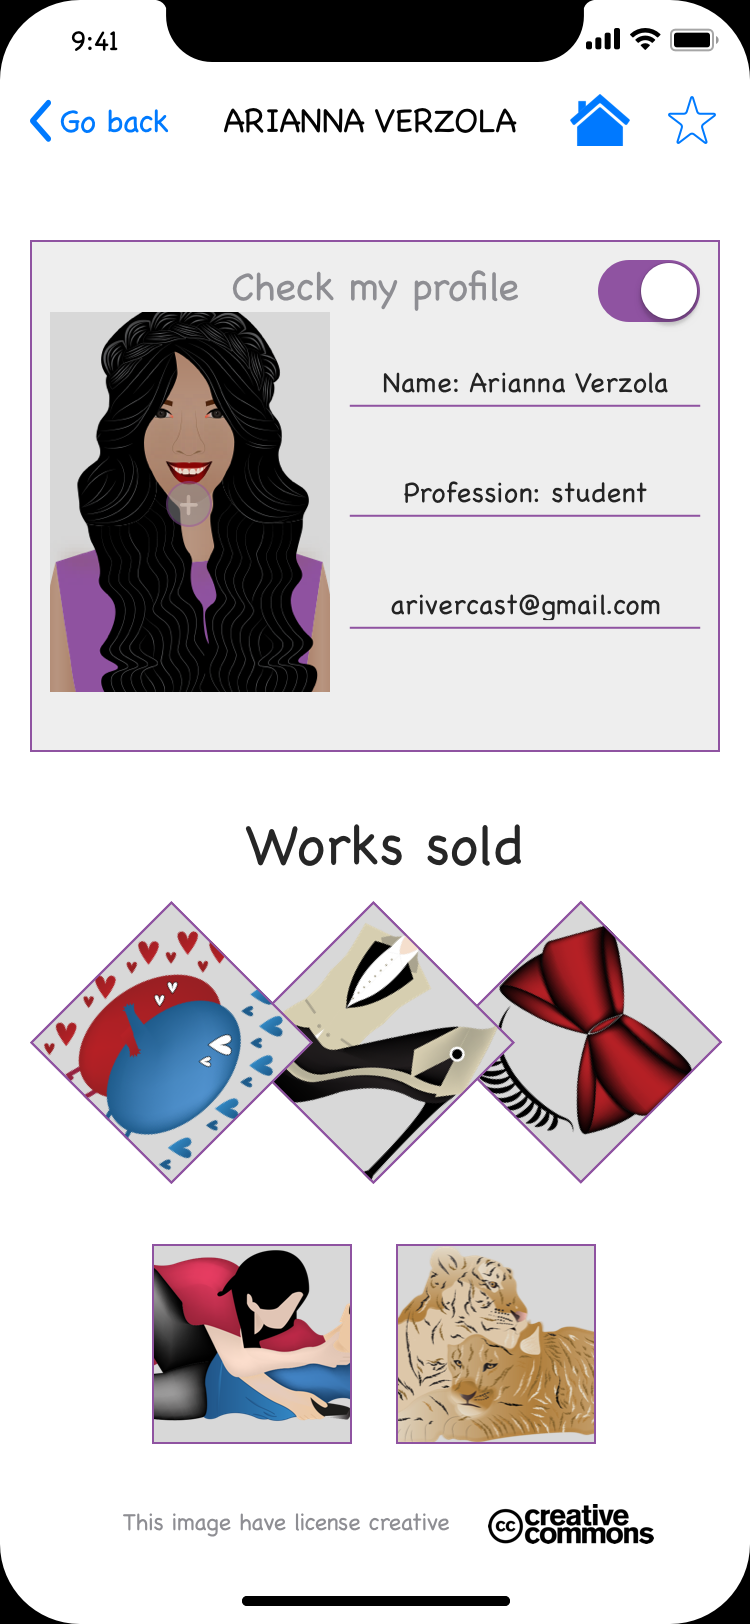 9:41
Go back
ARIANNA VERZOLA
Check my profile
Name: Arianna Verzola
Profession: student
arivercast@gmail.com
Works sold
This image have license creative
cc creative
commons